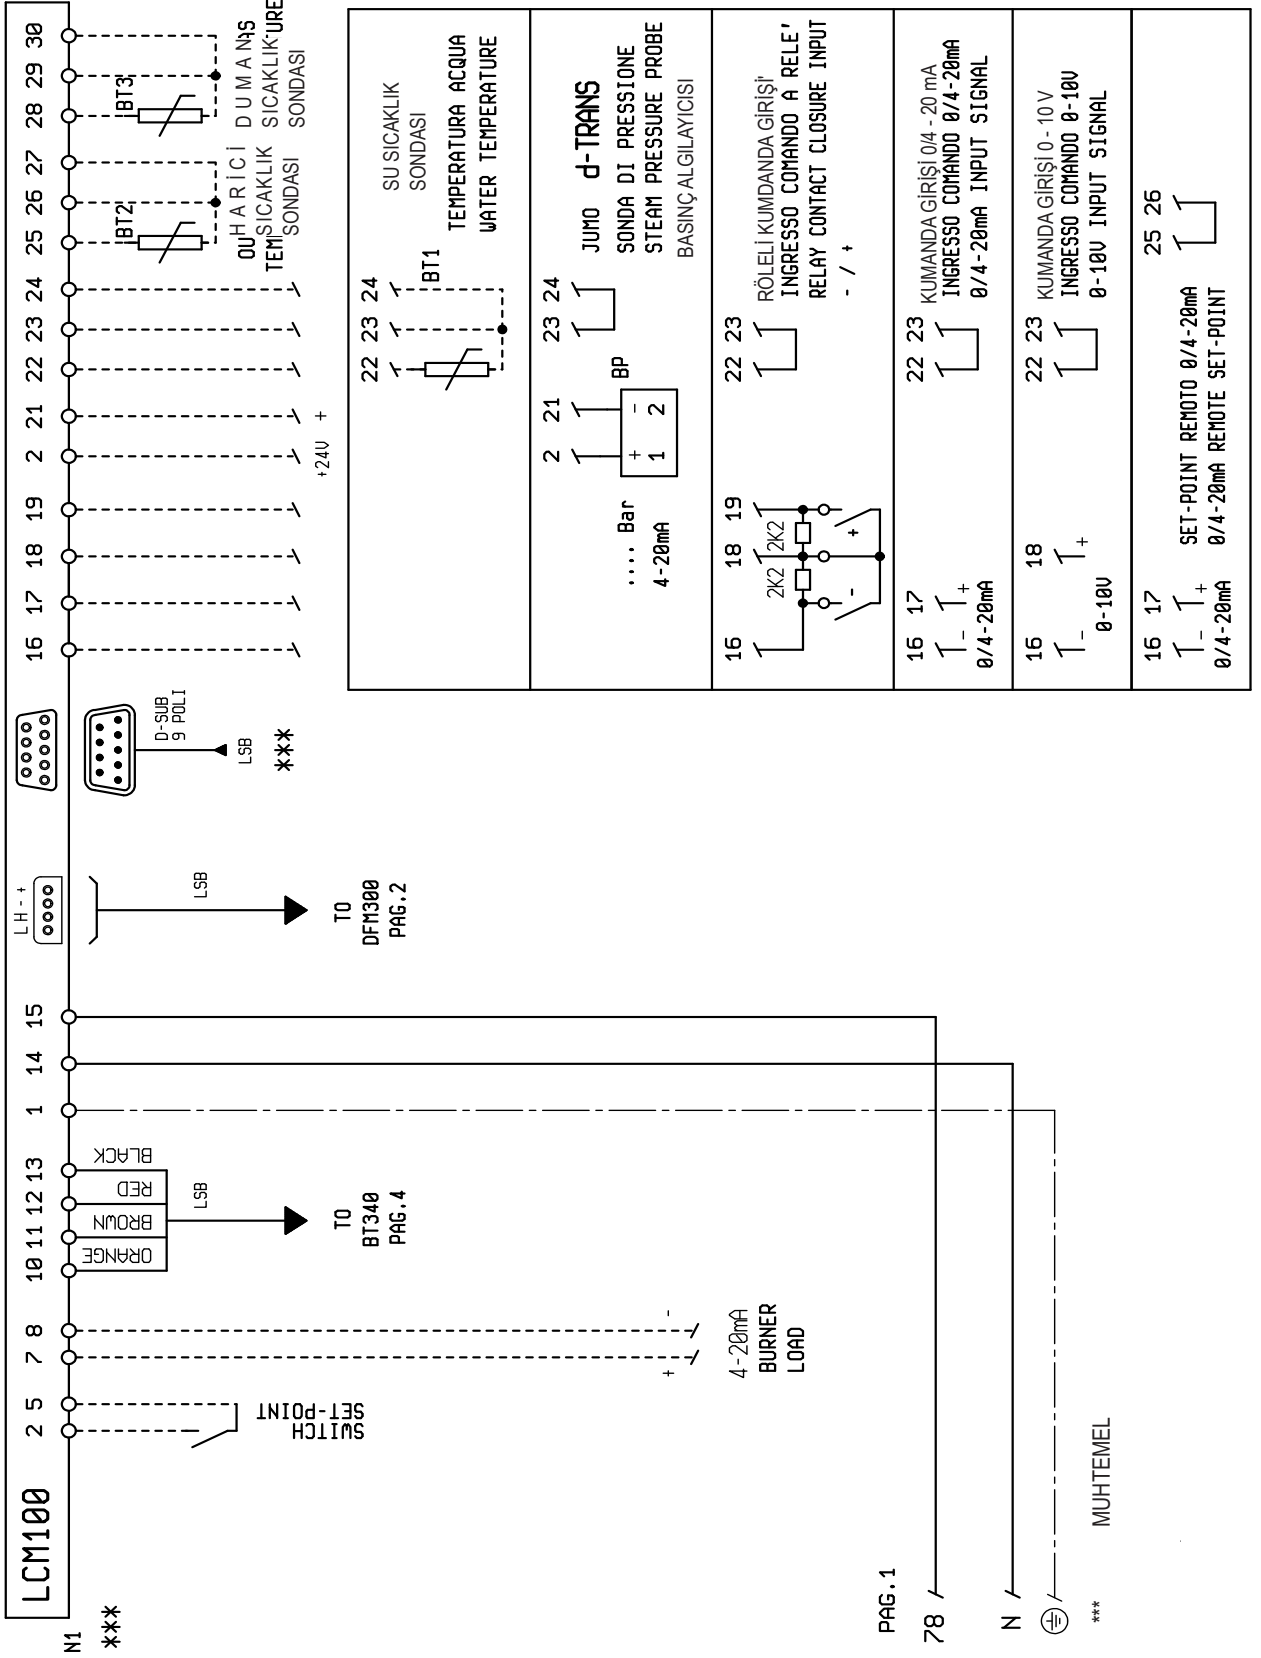 LCM100
N1
***
2 5 7 8 10 11 12 13 1 14 15
LH-+
16 17 18 19 2 21 22 23 24 25 26 27 28 29 30
SWITCH
SET-POINT
+ -
4-20mA
BURNER
LOAD
ORANGE
BROWN
RED
BLACK
LSB
TO
BT340
PAG.4
LSB
TO
DFM300
PAG.2
D-SUB
9 POLI
LSB
***
+24V +
BT2
HARİCİ
SICAKLIK
SONDASI
BT3
DUMAN
SICAKLIK
SONDASI
PAG.1
78
N
*** MUHTEMEL
22 23 24
BT1
SU SICAKLIK
SONDASI
TEMPERATURA ACQUA
WATER TEMPERATURE
2 21 23 24
+ -
1 2
BP
.... Bar
4-20mA
JUMO d-TRANS
SONDA DI PRESSIONE
STEAM PRESSURE PROBE
BASINÇ ALGILAYICISI
16 18 19 22 23
2K2 2K2
- +
RÖLELİ KUMDANDA GİRİŞİ'
INGRESSO COMANDO A RELE'
RELAY CONTACT CLOSURE INPUT
- / +
16 17 22 23
- +
0/4-20mA
KUMANDA GİRİŞİ 0/4 - 20 mA
INGRESSO COMANDO 0/4-20mA
0/4-20mA INPUT SIGNAL
16 18 22 23
- +
0-10V
KUMANDA GİRİŞİ 0 - 10 V
INGRESSO COMANDO 0-10V
0-10V INPUT SIGNAL
16 17 25 26
- +
0/4-20mA
SET-POINT REMOTO 0/4-20mA
0/4-20mA REMOTE SET-POINT